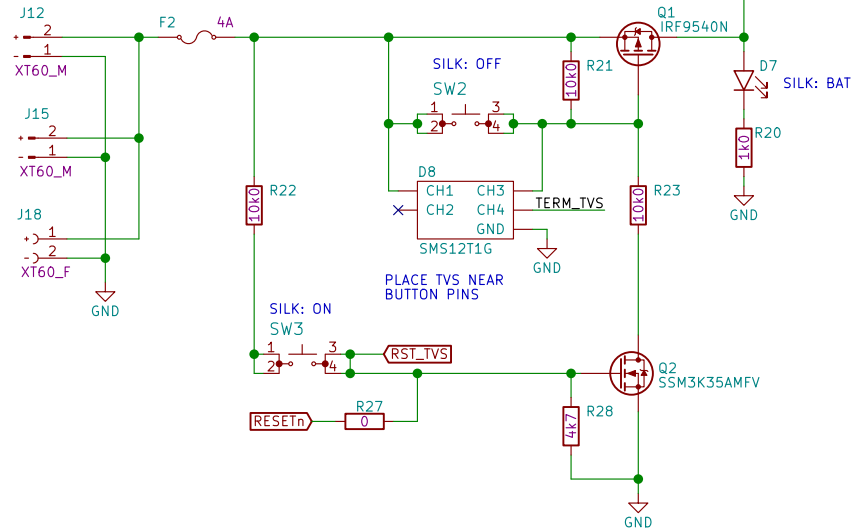 J12
+ 2
- 1
XT60_M
J15
+ 2
- 1
XT60_M
J18
+ 1
- 2
XT60_F
GND
F2 4A
Q1
IRF9540N
R21
10k0
SILK: OFF
SW2
1 3
2 4
D7
SILK: BAT
R20
1k0
GND
D8
CH1 CH3
CH2 CH4
GND
SMS12T1G
TERM_TVS
GND
R22
10k0
R23
10k0
PLACE TVS NEAR
BUTTON PINS
SILK: ON
SW3
1 3
2 4
RST_TVS
Q2
SSM3K35AMFV
R27
0
RESETn
R28
4k7
GND